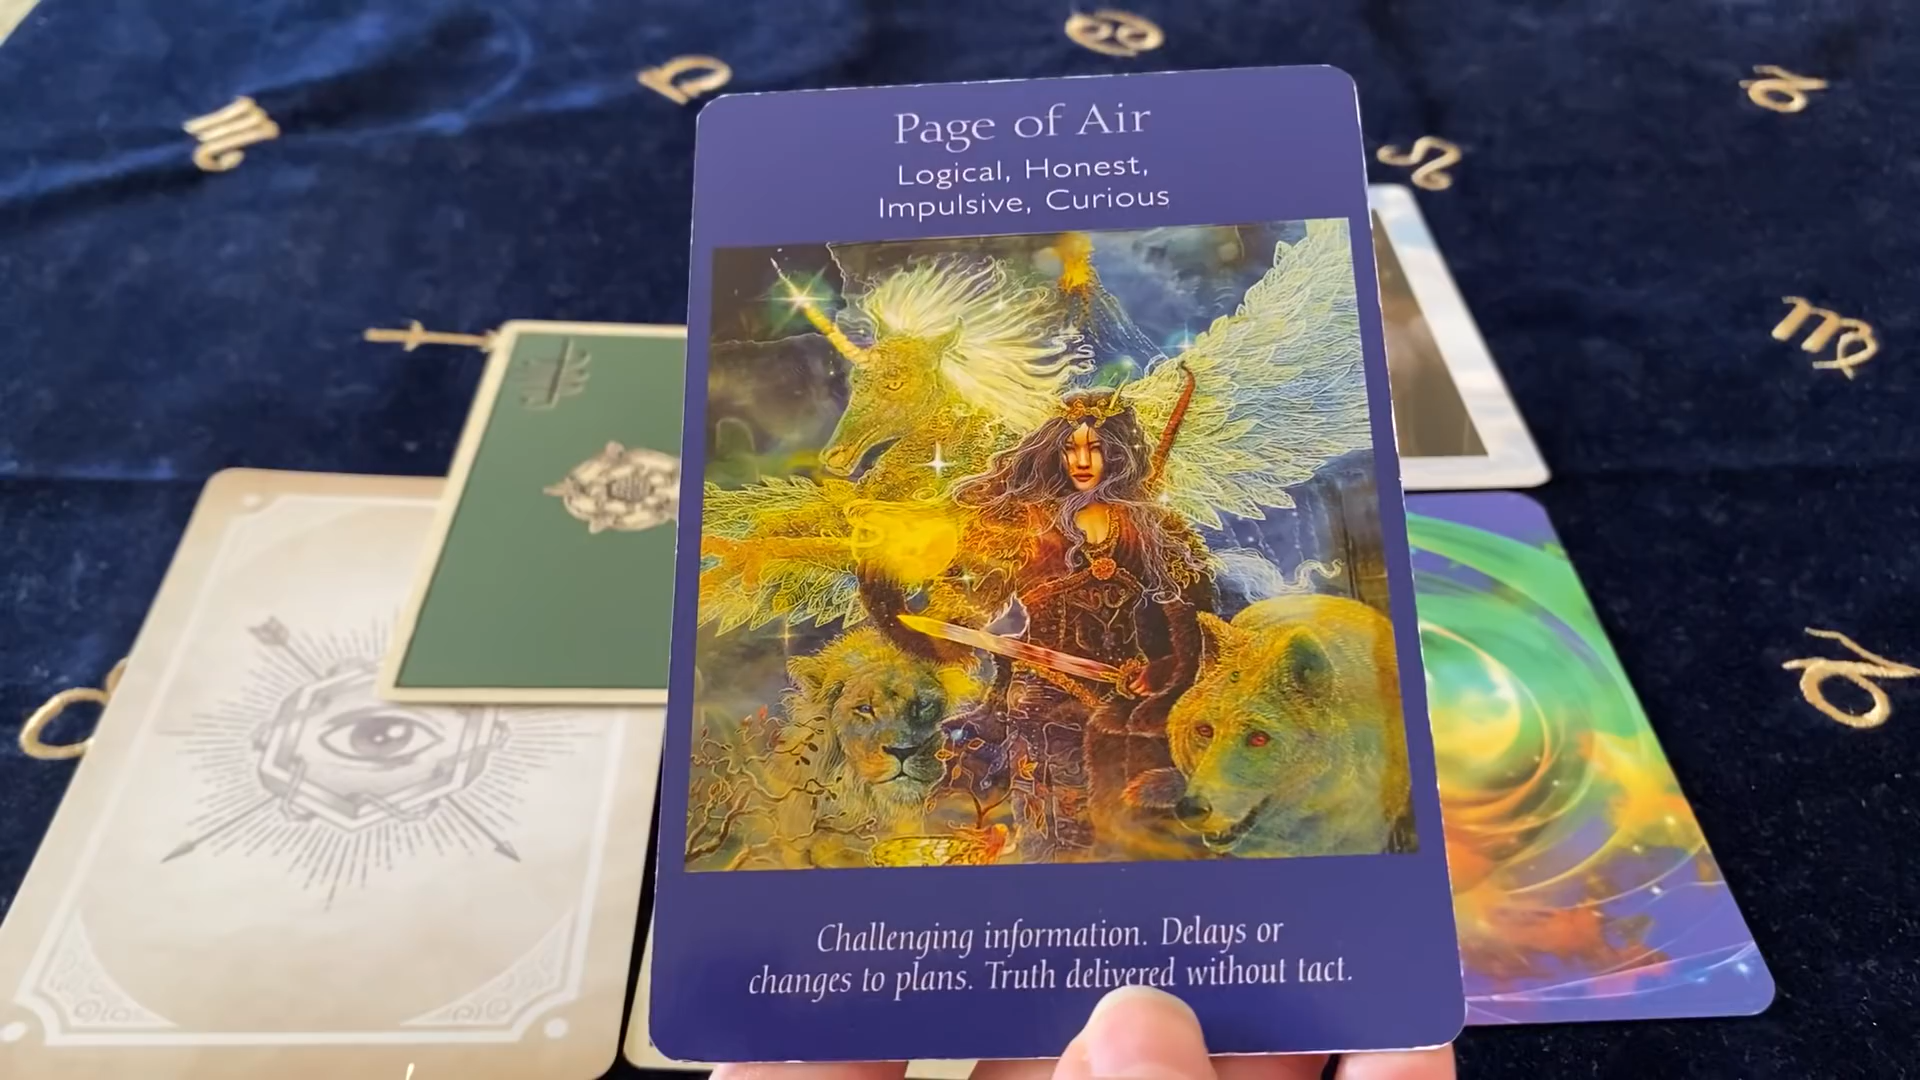 Page of Air
Logical, Honest,
Impulsive, Curious
Challenging information. Delays or
changes to plans. Truth delivered without tact.